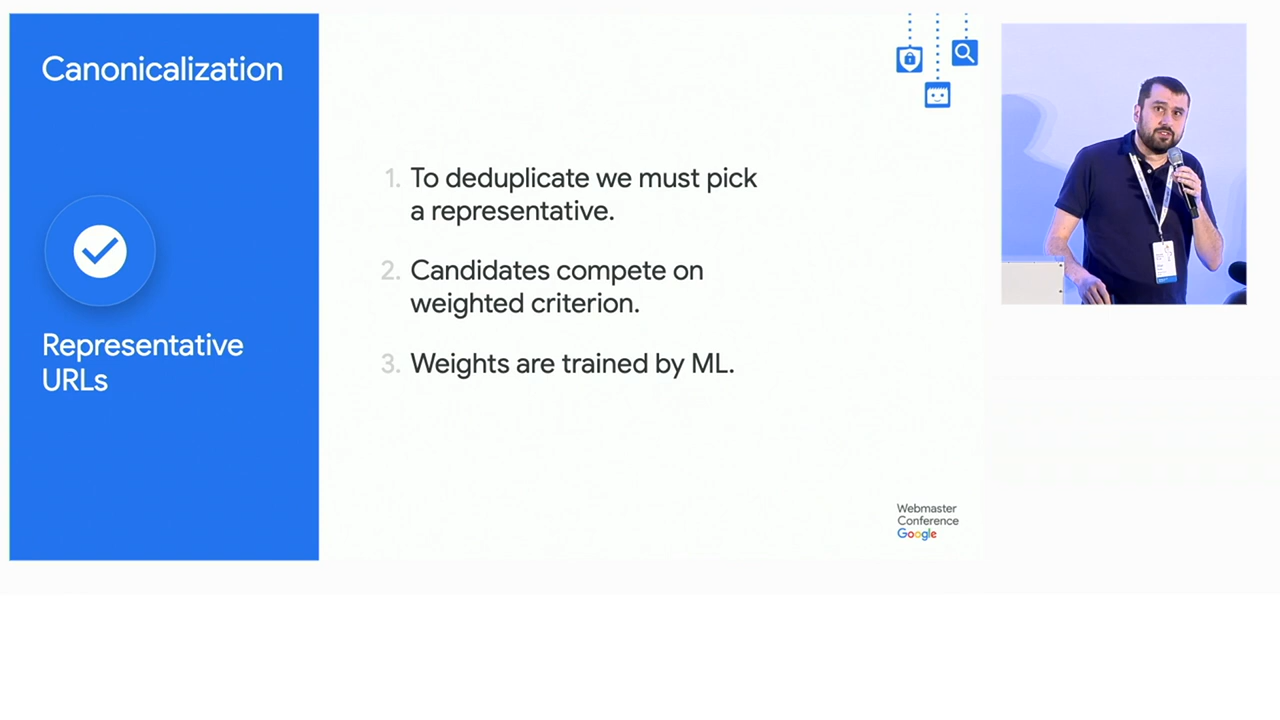 Canonicalization
Representative
URLs
1. To deduplicate we must pick
a representative.
2. Candidates compete on
weighted criterion.
3. Weights are trained by ML.
Webmaster
Conference
Google